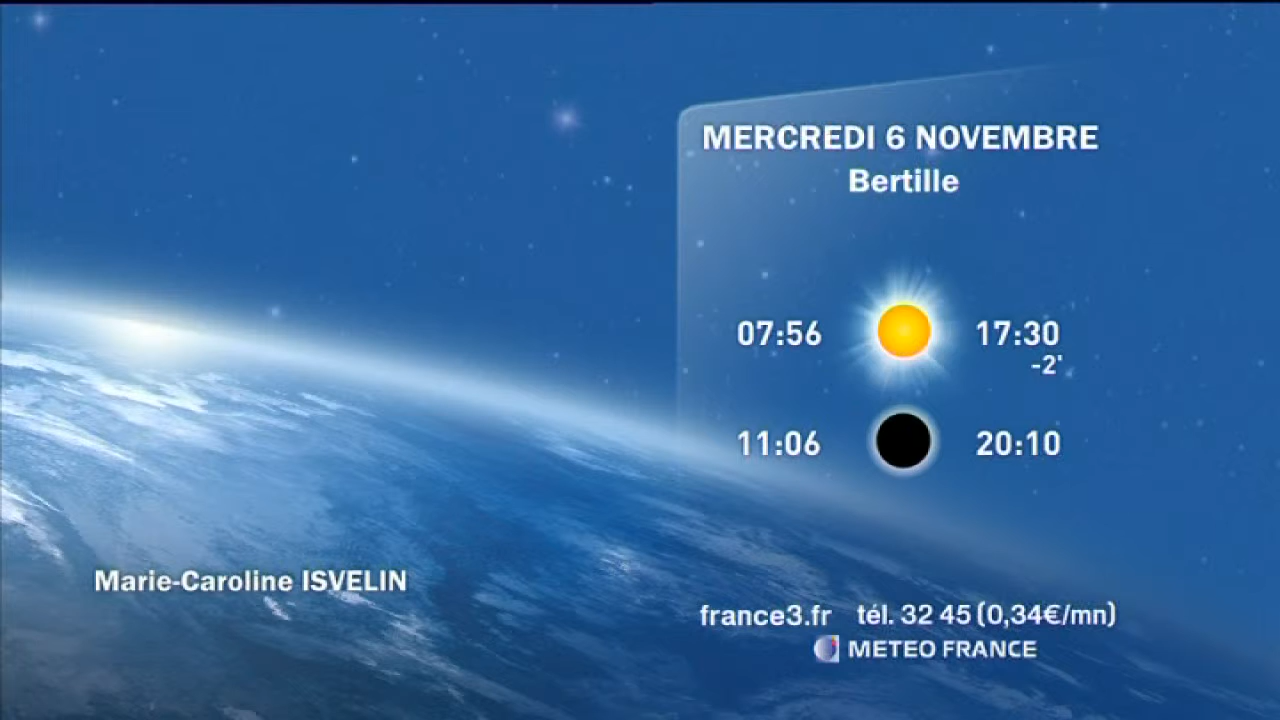 MERCREDI 6 NOVEMBRE
Bertille
07:56 17:30
-2'
11:06 20:10
Marie-Caroline ISVELIN
france3.fr tél. 32 45 (0,34€/mn)
METEO FRANCE